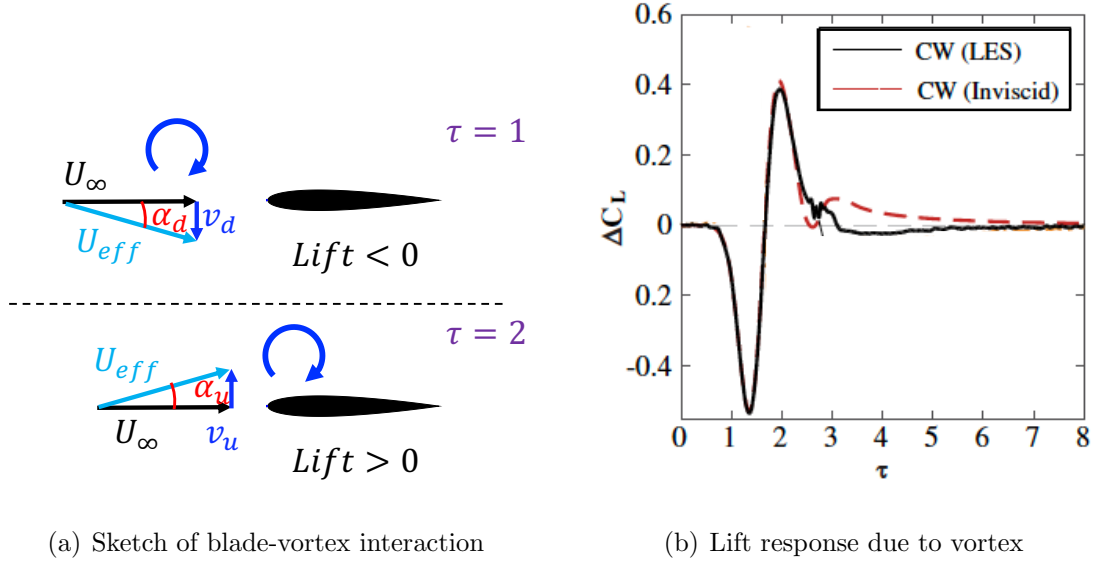 τ = 1
U∞
α_d
v_d
U_eff
Lift < 0
τ = 2
U_eff
α_u
U∞
v_u
Lift > 0
(a) Sketch of blade-vortex interaction
0.6
0.4
0.2
0
0.2
-0.4
ΔC_L
CW (LES)
CW (Inviscid)
0 1 2 3 4 5 6 7 8
τ
(b) Lift response due to vortex